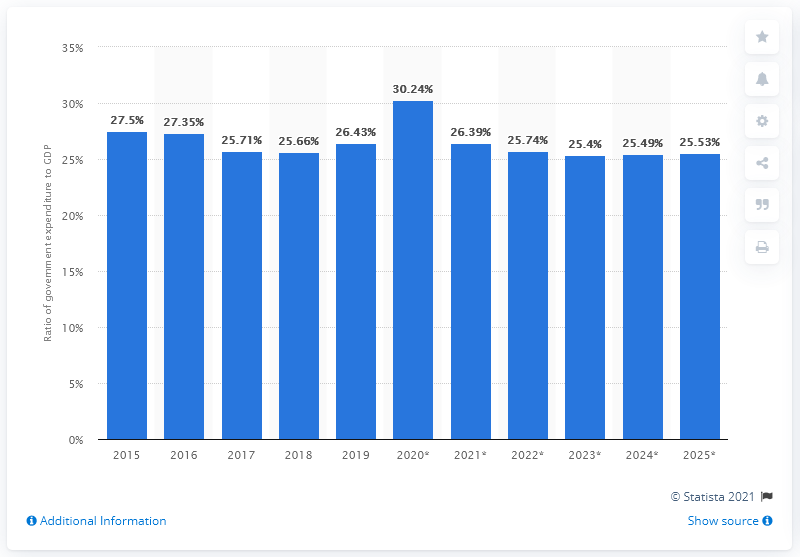 35%
30%
25%
20%
15%
10%
5%
0%
Ratio of government expenditure to GDP
27.5% 27.35% 25.71% 25.66% 26.43% 30.24% 26.39% 25.74% 25.4% 25.49% 25.53%
2015 2016 2017 2018 2019 2020* 2021* 2022* 2023* 2024* 2025*
© Statista 2021
Additional Information Show source